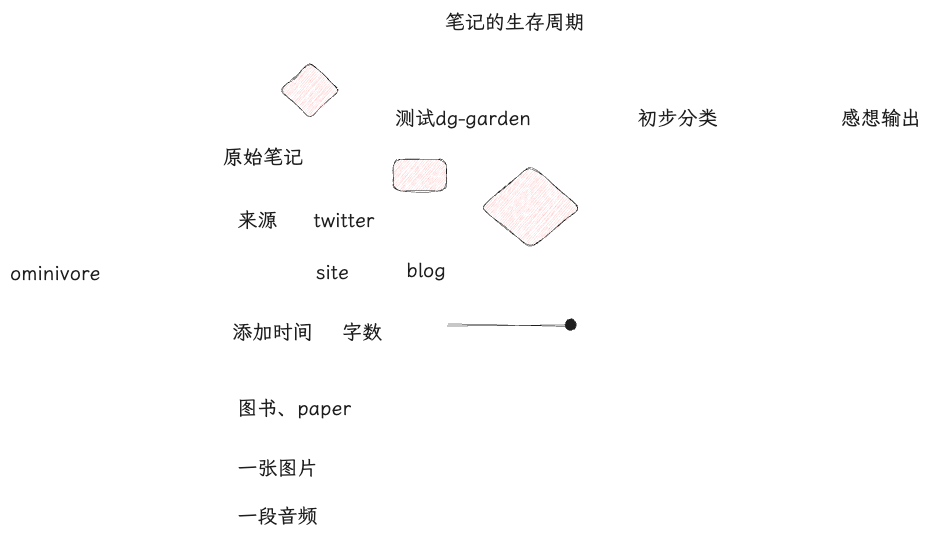 笔记的生存周期
测试dg-garden 初步分类 感想输出
原始笔记
来源 twitter
ominivore site blog
添加时间 字数
图书、paper
一张图片
一段音频